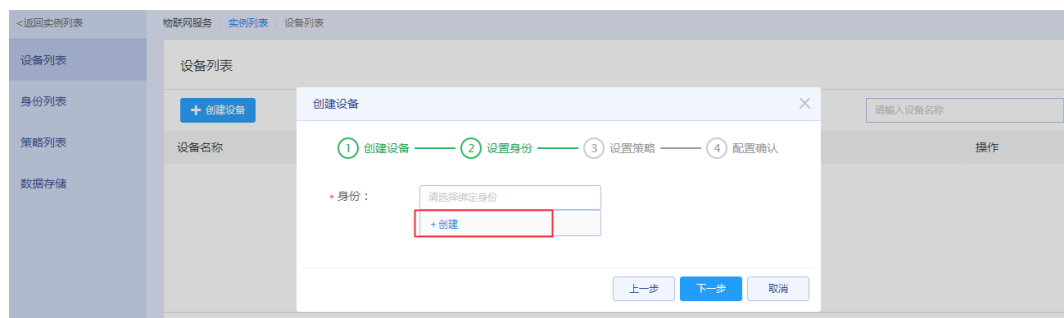 <返回实例列表
物联网服务 / 实例列表 / 设备列表
设备列表
身份列表
策略列表
数据存储
设备列表
+ 创建设备
请输入设备名称
设备名称
操作
创建设备
1 创建设备 2 设置身份 3 设置策略 4 配置确认
* 身份：
请选择绑定身份
+创建
上一步 下一步 取消